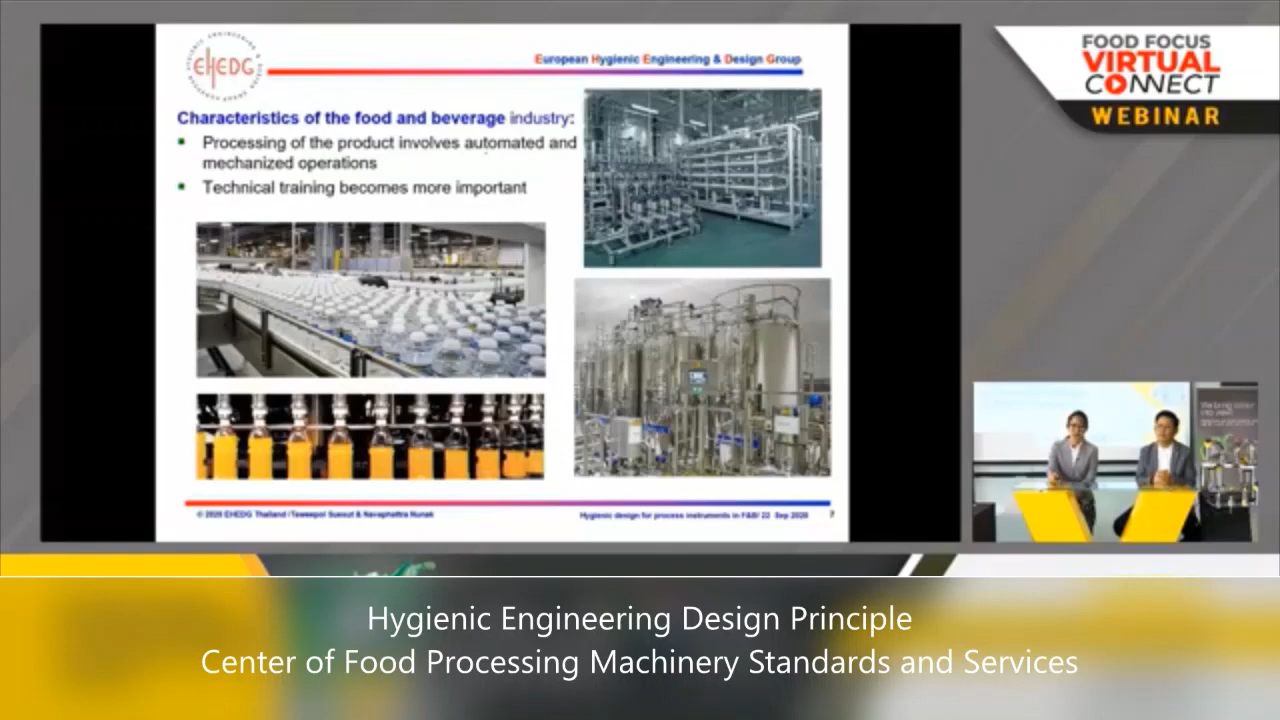 EHEDG
European Hygienic Engineering & Design Group
Characteristics of the food and beverage industry:
Processing of the product involves automated and
mechanized operations
Technical training becomes more important
© 2020 EHEDG Thailand /Taweepol Suesut & Navaphattra Nunak
Hygienic design for process instruments in F&B/ 22 Sep 2020
7
FOOD FOCUS
VIRTUAL
CONNECT
WEBINAR
Hygienic Engineering Design Principle
Center of Food Processing Machinery Standards and Services